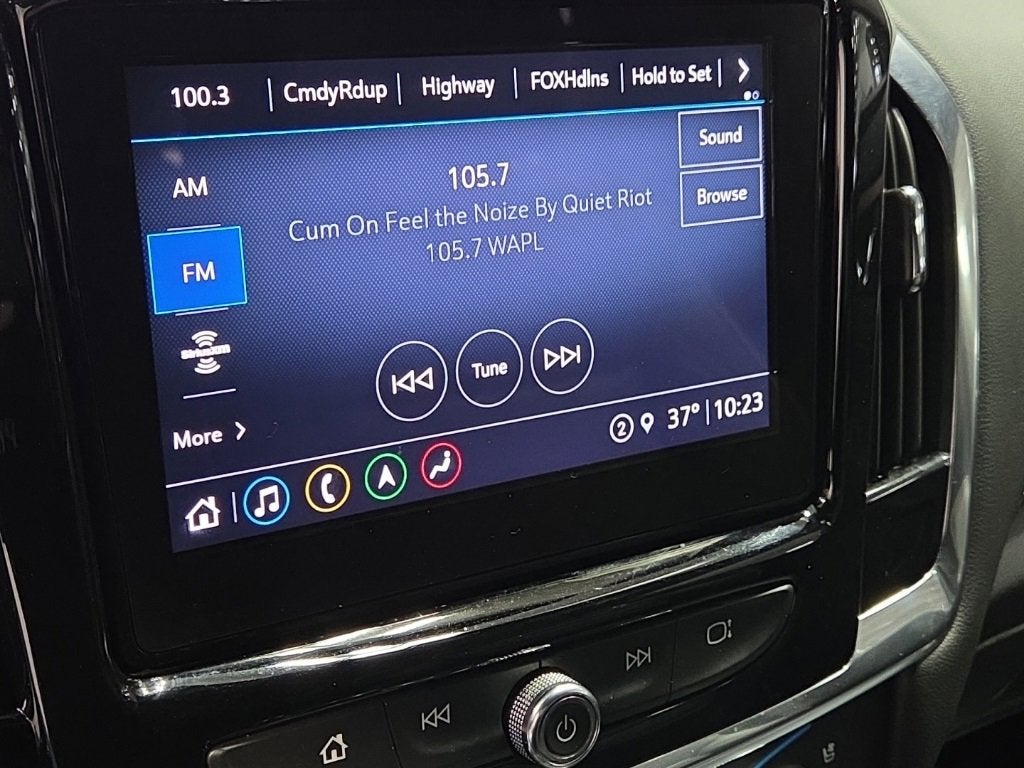 100.3 CmdyRdup Highway FOXHdlns Hold to Set
Sound
AM
105.7
Browse
Cum On Feel the Noize By Quiet Riot
FM
105.7 WAPL
SiriusXM
Tune
More
2 37° 10:23